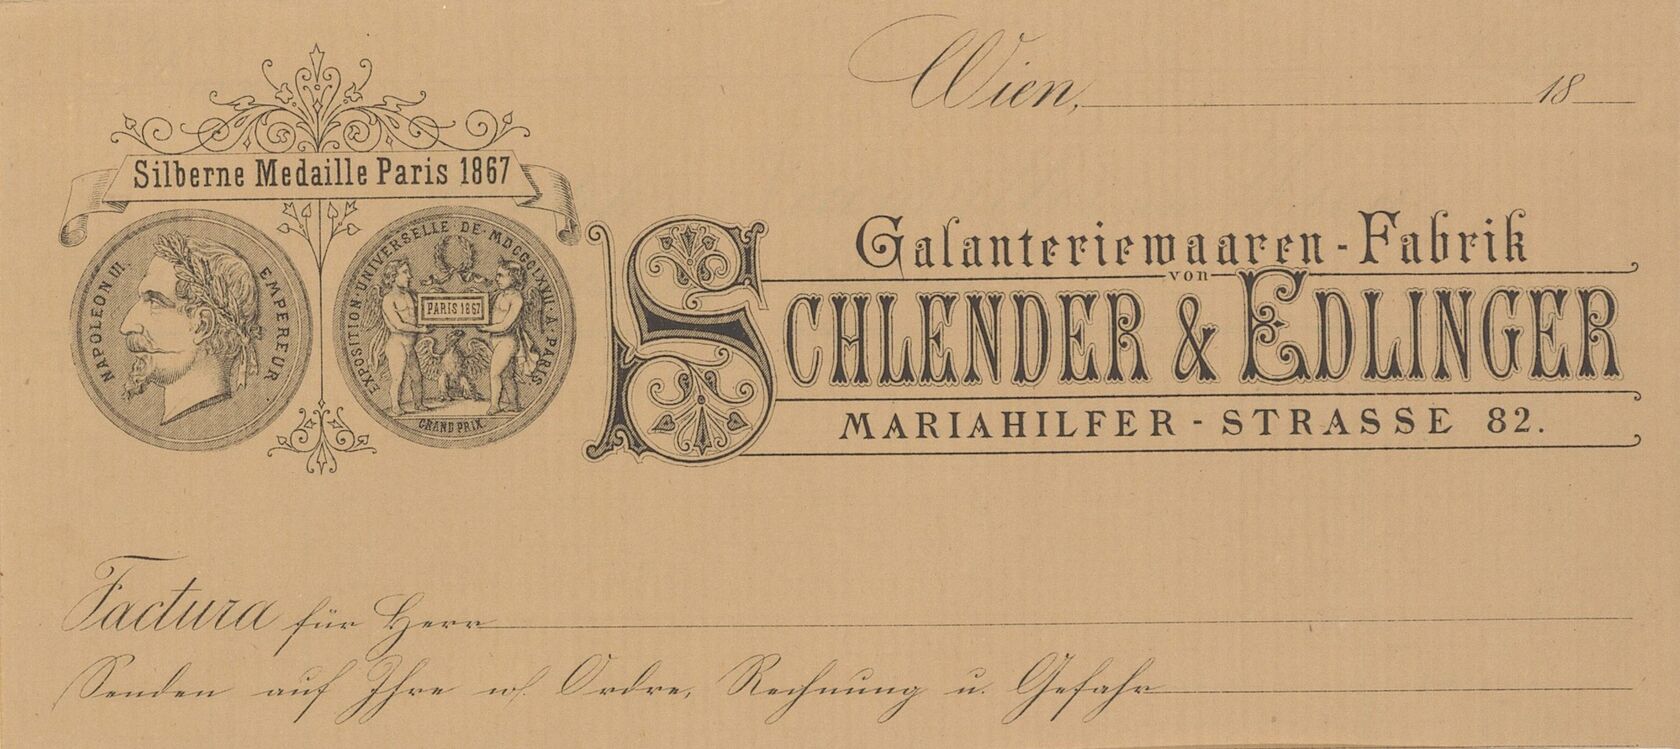 Wien, 18
Silberne Medaille Paris 1867
NAPOLEON III. EMPEREUR
EXPOSITION UNIVERSELLE DE MDCCCLXVII. A PARIS.
PARIS 1867
GRAND PRIX.
Galanteriewaaren-Fabrik
von
SCHLENDER & EDLINGER
MARIAHILFER-STRASSE 82.
Factura für Herr
Senden auf Ihre w. Ordre, Rechnung u. Gefahr